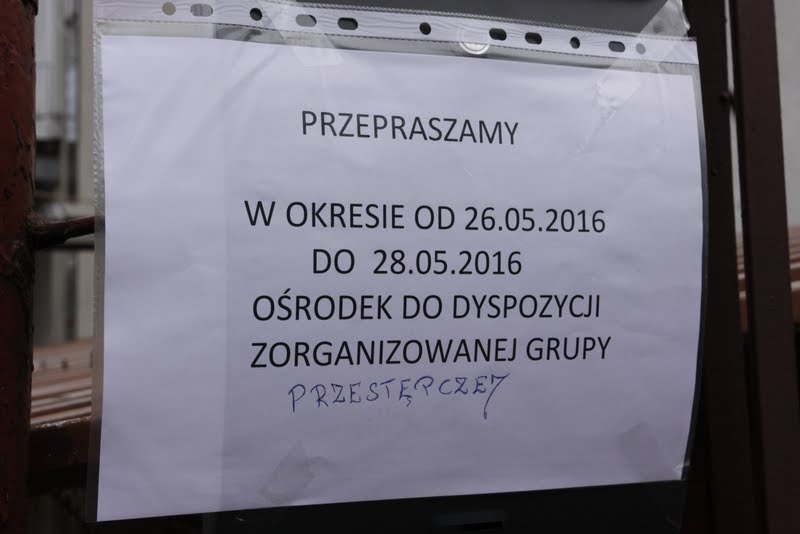 PRZEPRASZAMY
W OKRESIE OD 26.05.2016
DO 28.05.2016
OŚRODEK DO DYSPOZYCJI
ZORGANIZOWANEJ GRUPY
PRZESTĘPCZEJ